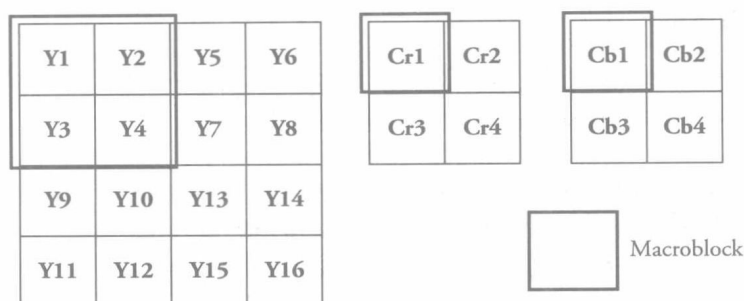 Y1 Y2 Y5 Y6
Y3 Y4 Y7 Y8
Y9 Y10 Y13 Y14
Y11 Y12 Y15 Y16
Cr1 Cr2
Cr3 Cr4
Cb1 Cb2
Cb3 Cb4
Macroblock